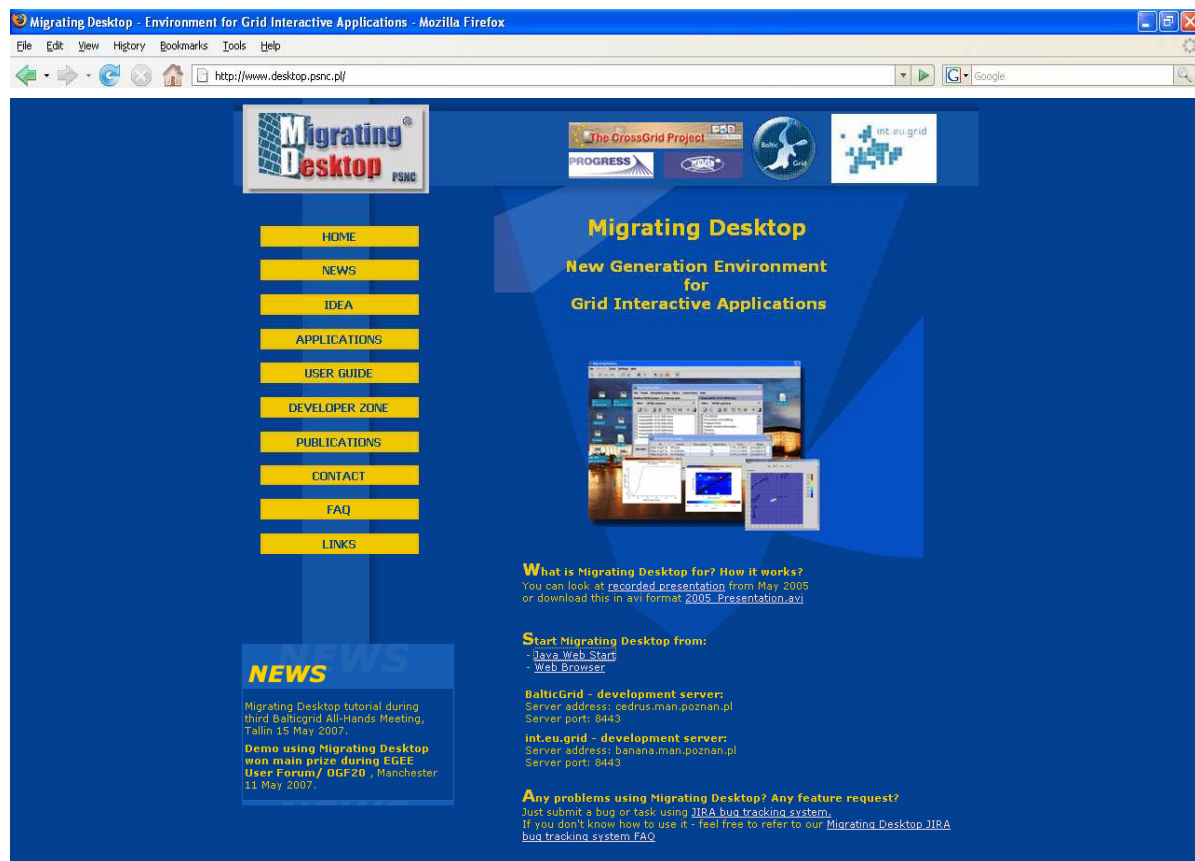 Migrating Desktop - Environment for Grid Interactive Applications - Mozilla Firefox
File Edit View History Bookmarks Tools Help
http://www.desktop.psnc.pl/
G Google
Migrating®
Desktop PSNC
The CrossGrid Project
PROGRESS
Baltic
Grid
int.eu.grid
HOME
NEWS
IDEA
APPLICATIONS
USER GUIDE
DEVELOPER ZONE
PUBLICATIONS
CONTACT
FAQ
LINKS
NEWS
Migrating Desktop tutorial during
third Balticgrid All-Hands Meeting,
Tallin 15 May 2007.
Demo using Migrating Desktop
won main prize during EGEE
User Forum/ OGF20 , Manchester
11 May 2007.
Migrating Desktop
New Generation Environment
for
Grid Interactive Applications
What is Migrating Desktop for? How it works?
You can look at recorded presentation from May 2005
or download this in avi format 2005_Presentation.avi
Start Migrating Desktop from:
- Java Web Start
- Web Browser
BalticGrid - development server:
Server address: cedrus.man.poznan.pl
Server port: 8443
int.eu.grid - development server:
Server address: banana.man.poznan.pl
Server port: 8443
Any problems using Migrating Desktop? Any feature request?
Just submit a bug or task using JIRA bug tracking system.
If you don't know how to use it - feel free to refer to our Migrating Desktop JIRA
bug tracking system FAQ